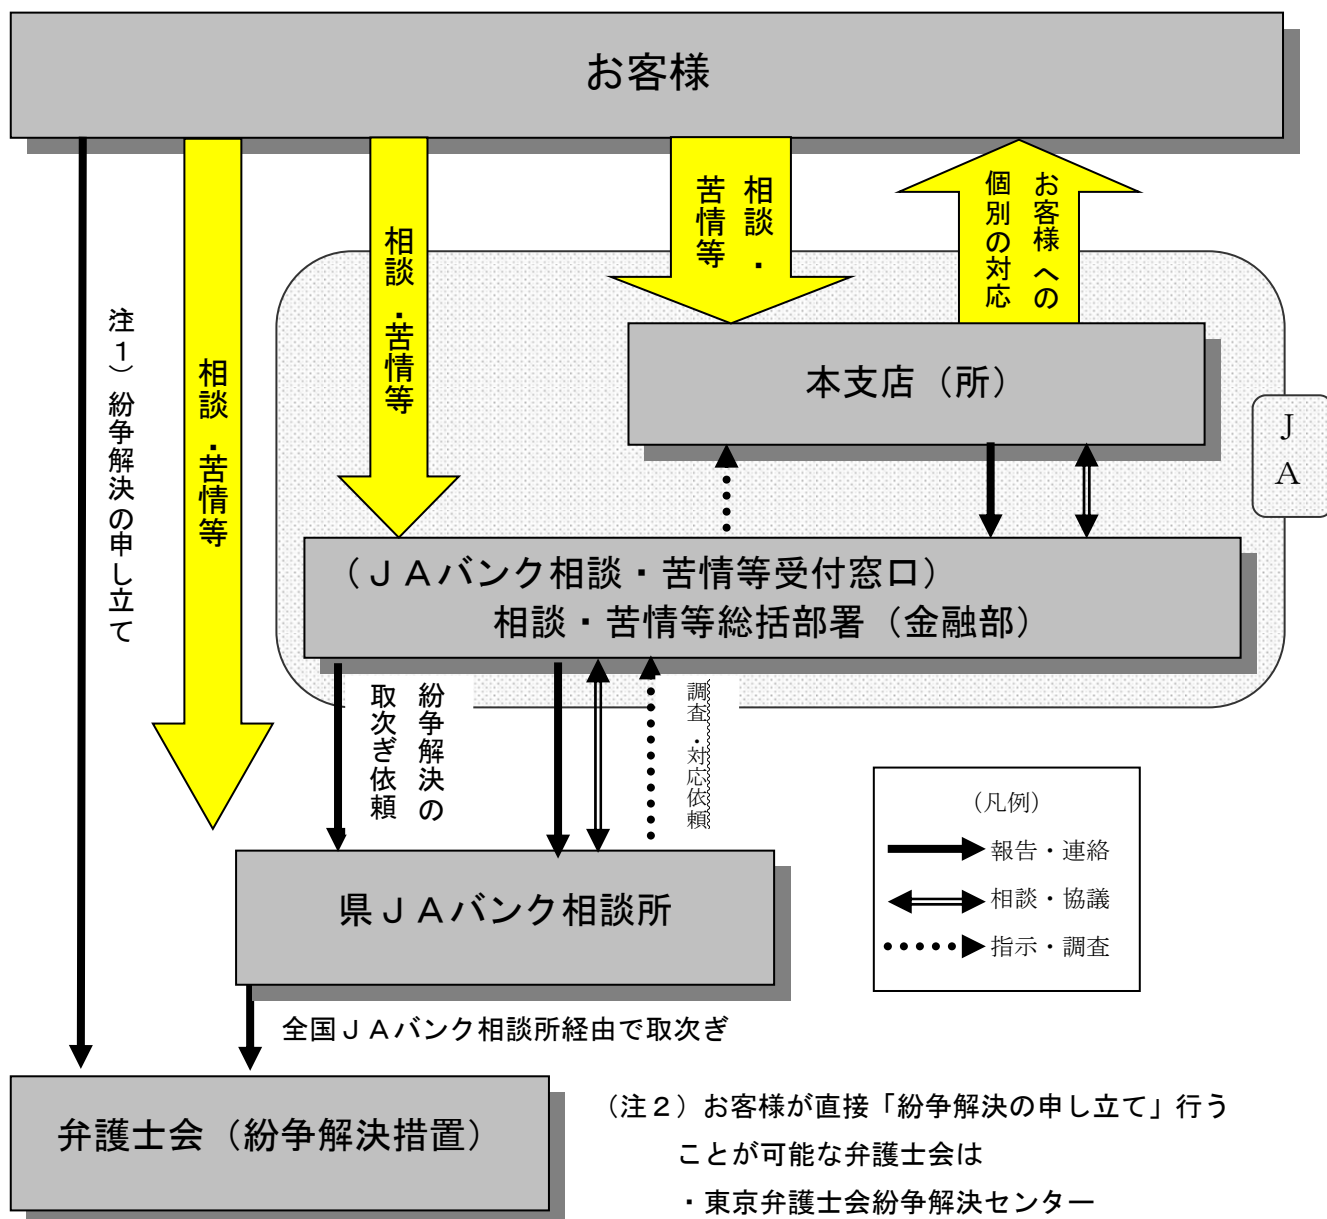 お客様
注１）紛争解決の申し立て
相談・苦情等
相談・苦情等
相談・
苦情等
お客様への
個別の対応
本支店（所）
ＪＡ
（ＪＡバンク相談・苦情等受付窓口）
相談・苦情等総括部署（金融部）
紛争解決の
取次ぎ依頼
調査・対応依頼
（凡例）
報告・連絡
相談・協議
指示・調査
県ＪＡバンク相談所
全国ＪＡバンク相談所経由で取次ぎ
弁護士会（紛争解決措置）
（注２）お客様が直接「紛争解決の申し立て」行う
ことが可能な弁護士会は
・東京弁護士会紛争解決センター